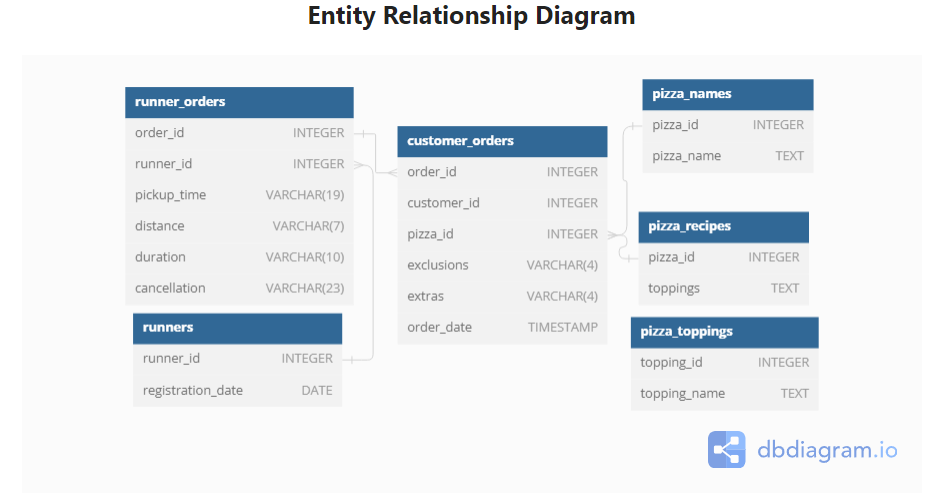 Entity Relationship Diagram
runner_orders
order_id INTEGER
runner_id INTEGER
pickup_time VARCHAR(19)
distance VARCHAR(7)
duration VARCHAR(10)
cancellation VARCHAR(23)
runners
runner_id INTEGER
registration_date DATE
customer_orders
order_id INTEGER
customer_id INTEGER
pizza_id INTEGER
exclusions VARCHAR(4)
extras VARCHAR(4)
order_date TIMESTAMP
pizza_names
pizza_id INTEGER
pizza_name TEXT
pizza_recipes
pizza_id INTEGER
toppings TEXT
pizza_toppings
topping_id INTEGER
topping_name TEXT
dbdiagram.io